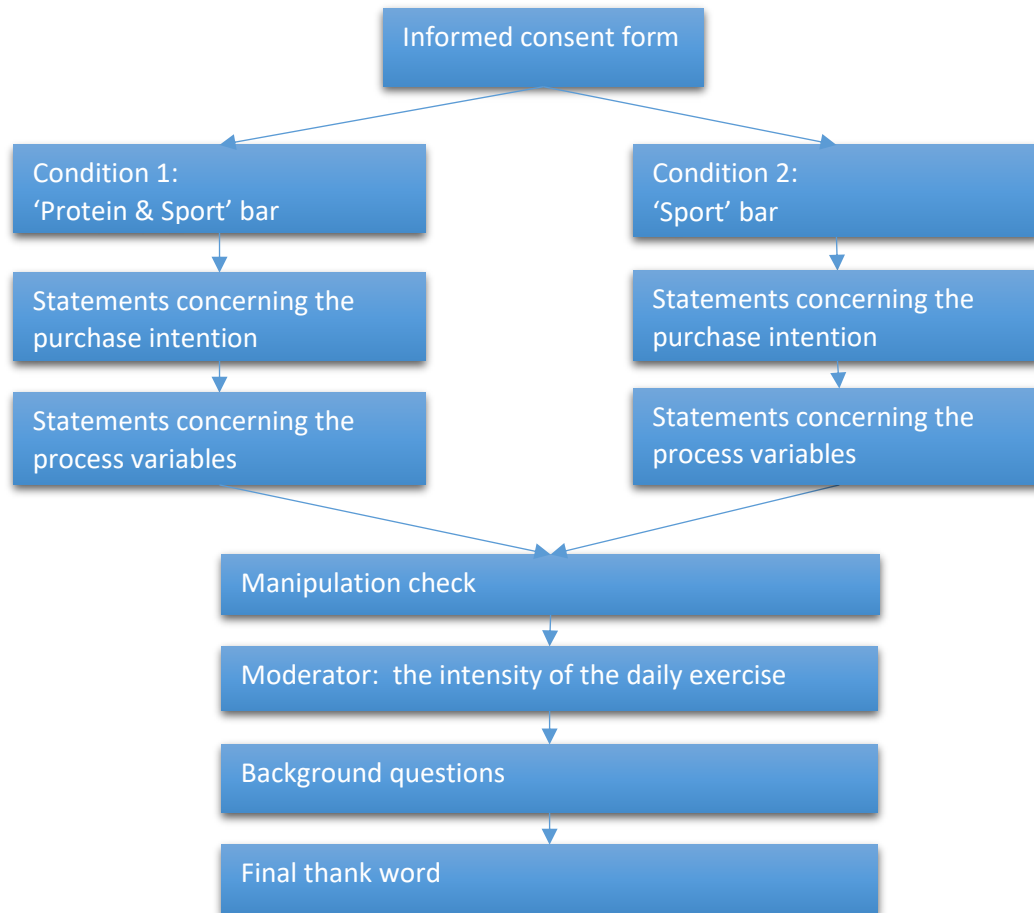 Informed consent form
Condition 1:
‘Protein & Sport’ bar
Condition 2:
‘Sport’ bar
Statements concerning the
purchase intention
Statements concerning the
purchase intention
Statements concerning the
process variables
Statements concerning the
process variables
Manipulation check
Moderator:  the intensity of the daily exercise
Background questions
Final thank word